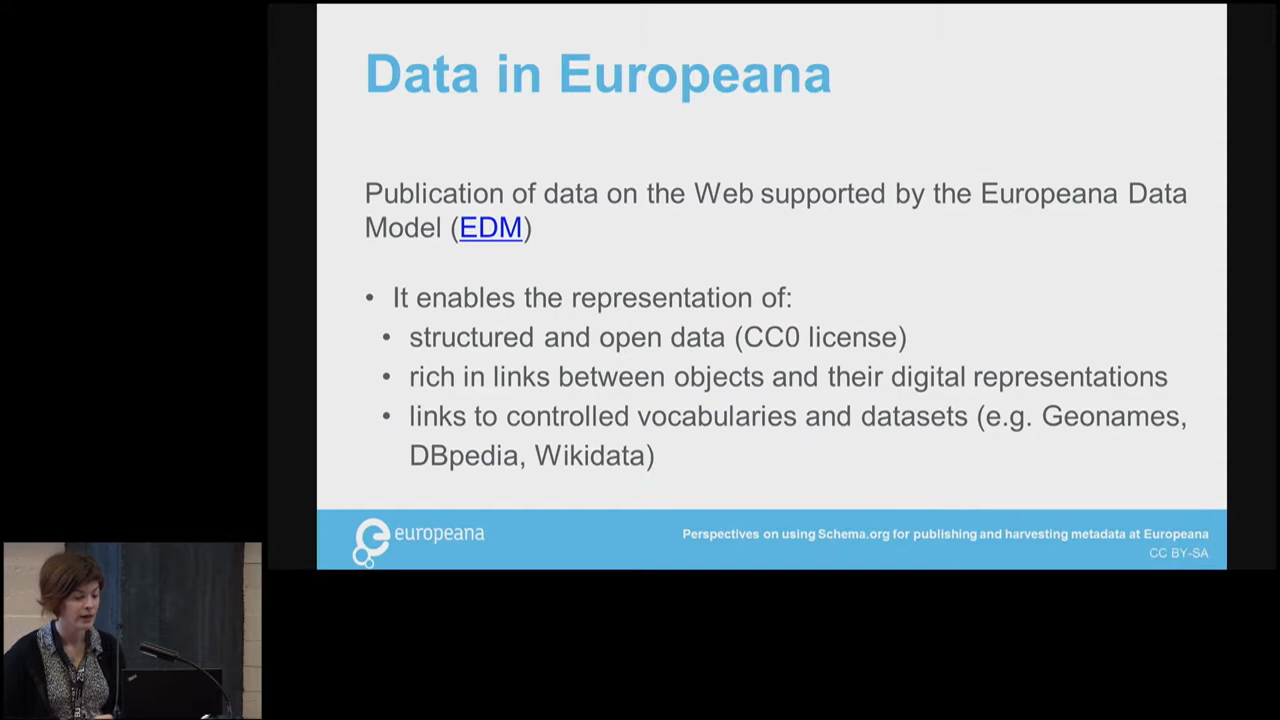 Data in Europeana
Publication of data on the Web supported by the Europeana Data
Model (EDM)
• It enables the representation of:
• structured and open data (CC0 license)
• rich in links between objects and their digital representations
• links to controlled vocabularies and datasets (e.g. Geonames,
DBpedia, Wikidata)
europeana
Perspectives on using Schema.org for publishing and harvesting metadata at Europeana
CC BY-SA